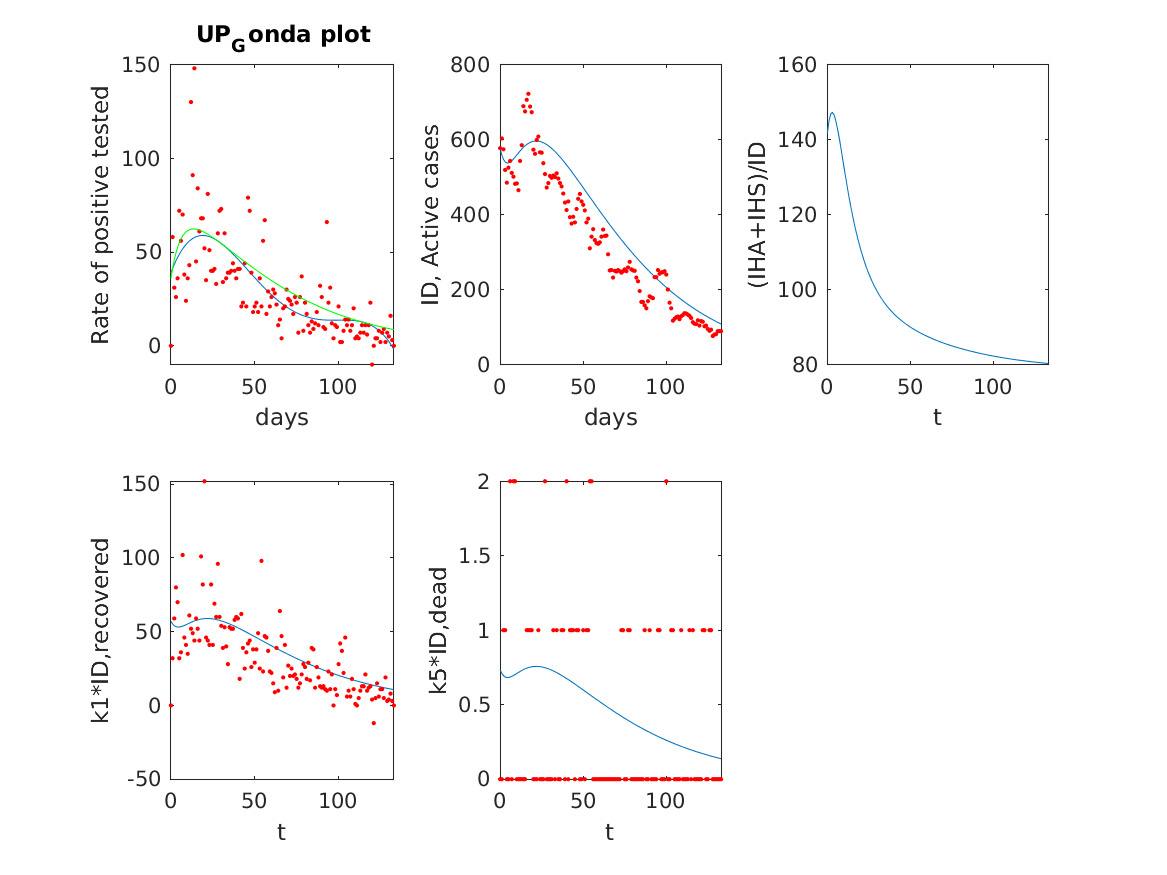 UP_Gonda plot
150
100
50
0
Rate of positive tested
0 50 100
days
800
600
400
200
0
ID, Active cases
0 50 100
days
160
140
120
100
80
(IHA+IHS)/ID
0 50 100
t
150
100
50
0
-50
k1*ID,recovered
0 50 100
t
2
1.5
1
0.5
0
k5*ID,dead
0 50 100
t